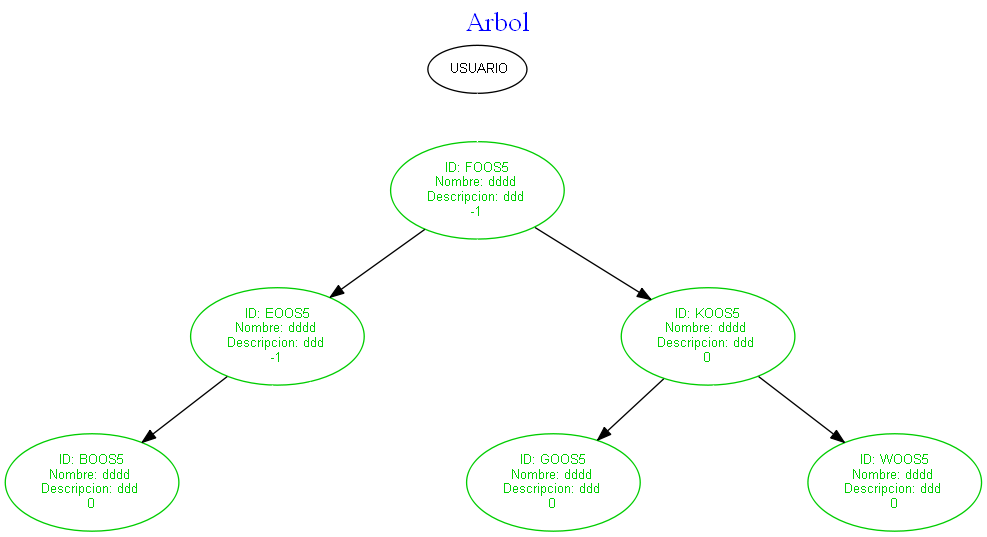 Arbol
USUARIO
ID: FOOS5
Nombre: dddd
Descripcion: ddd
-1
ID: EOOS5
Nombre: dddd
Descripcion: ddd
-1
ID: KOOS5
Nombre: dddd
Descripcion: ddd
0
ID: BOOS5
Nombre: dddd
Descripcion: ddd
0
ID: GOOS5
Nombre: dddd
Descripcion: ddd
0
ID: WOOS5
Nombre: dddd
Descripcion: ddd
0